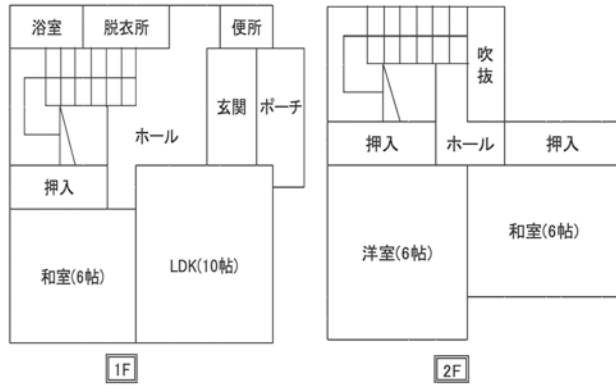 浴室
脱衣所
便所
玄関
ポーチ
ホール
押入
和室(6帖)
LDK(10帖)
1F
吹抜
押入
ホール
押入
洋室(6帖)
和室(6帖)
2F